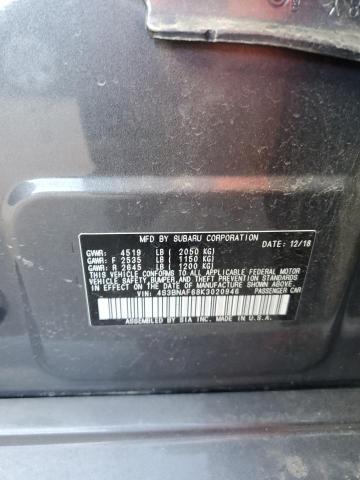 MFD BY SUBARU CORPORATION
DATE: 12/18
GVWR: 4519 LB ( 2050 KG)
GAWR: F 2535 LB ( 1150 KG)
GAWR: R 2645 LB ( 1200 KG)
THIS VEHICLE CONFORMS TO ALL APPLICABLE FEDERAL MOTOR
VEHICLE SAFETY, BUMPER, AND THEFT PREVENTION STANDARDS
IN EFFECT ON THE DATE OF MANUFACTURE SHOWN ABOVE.
VIN: 4S3BNAF68K3020946 PASSENGER CAR
ASSEMBLED BY SIA INC. MADE IN U.S.A.